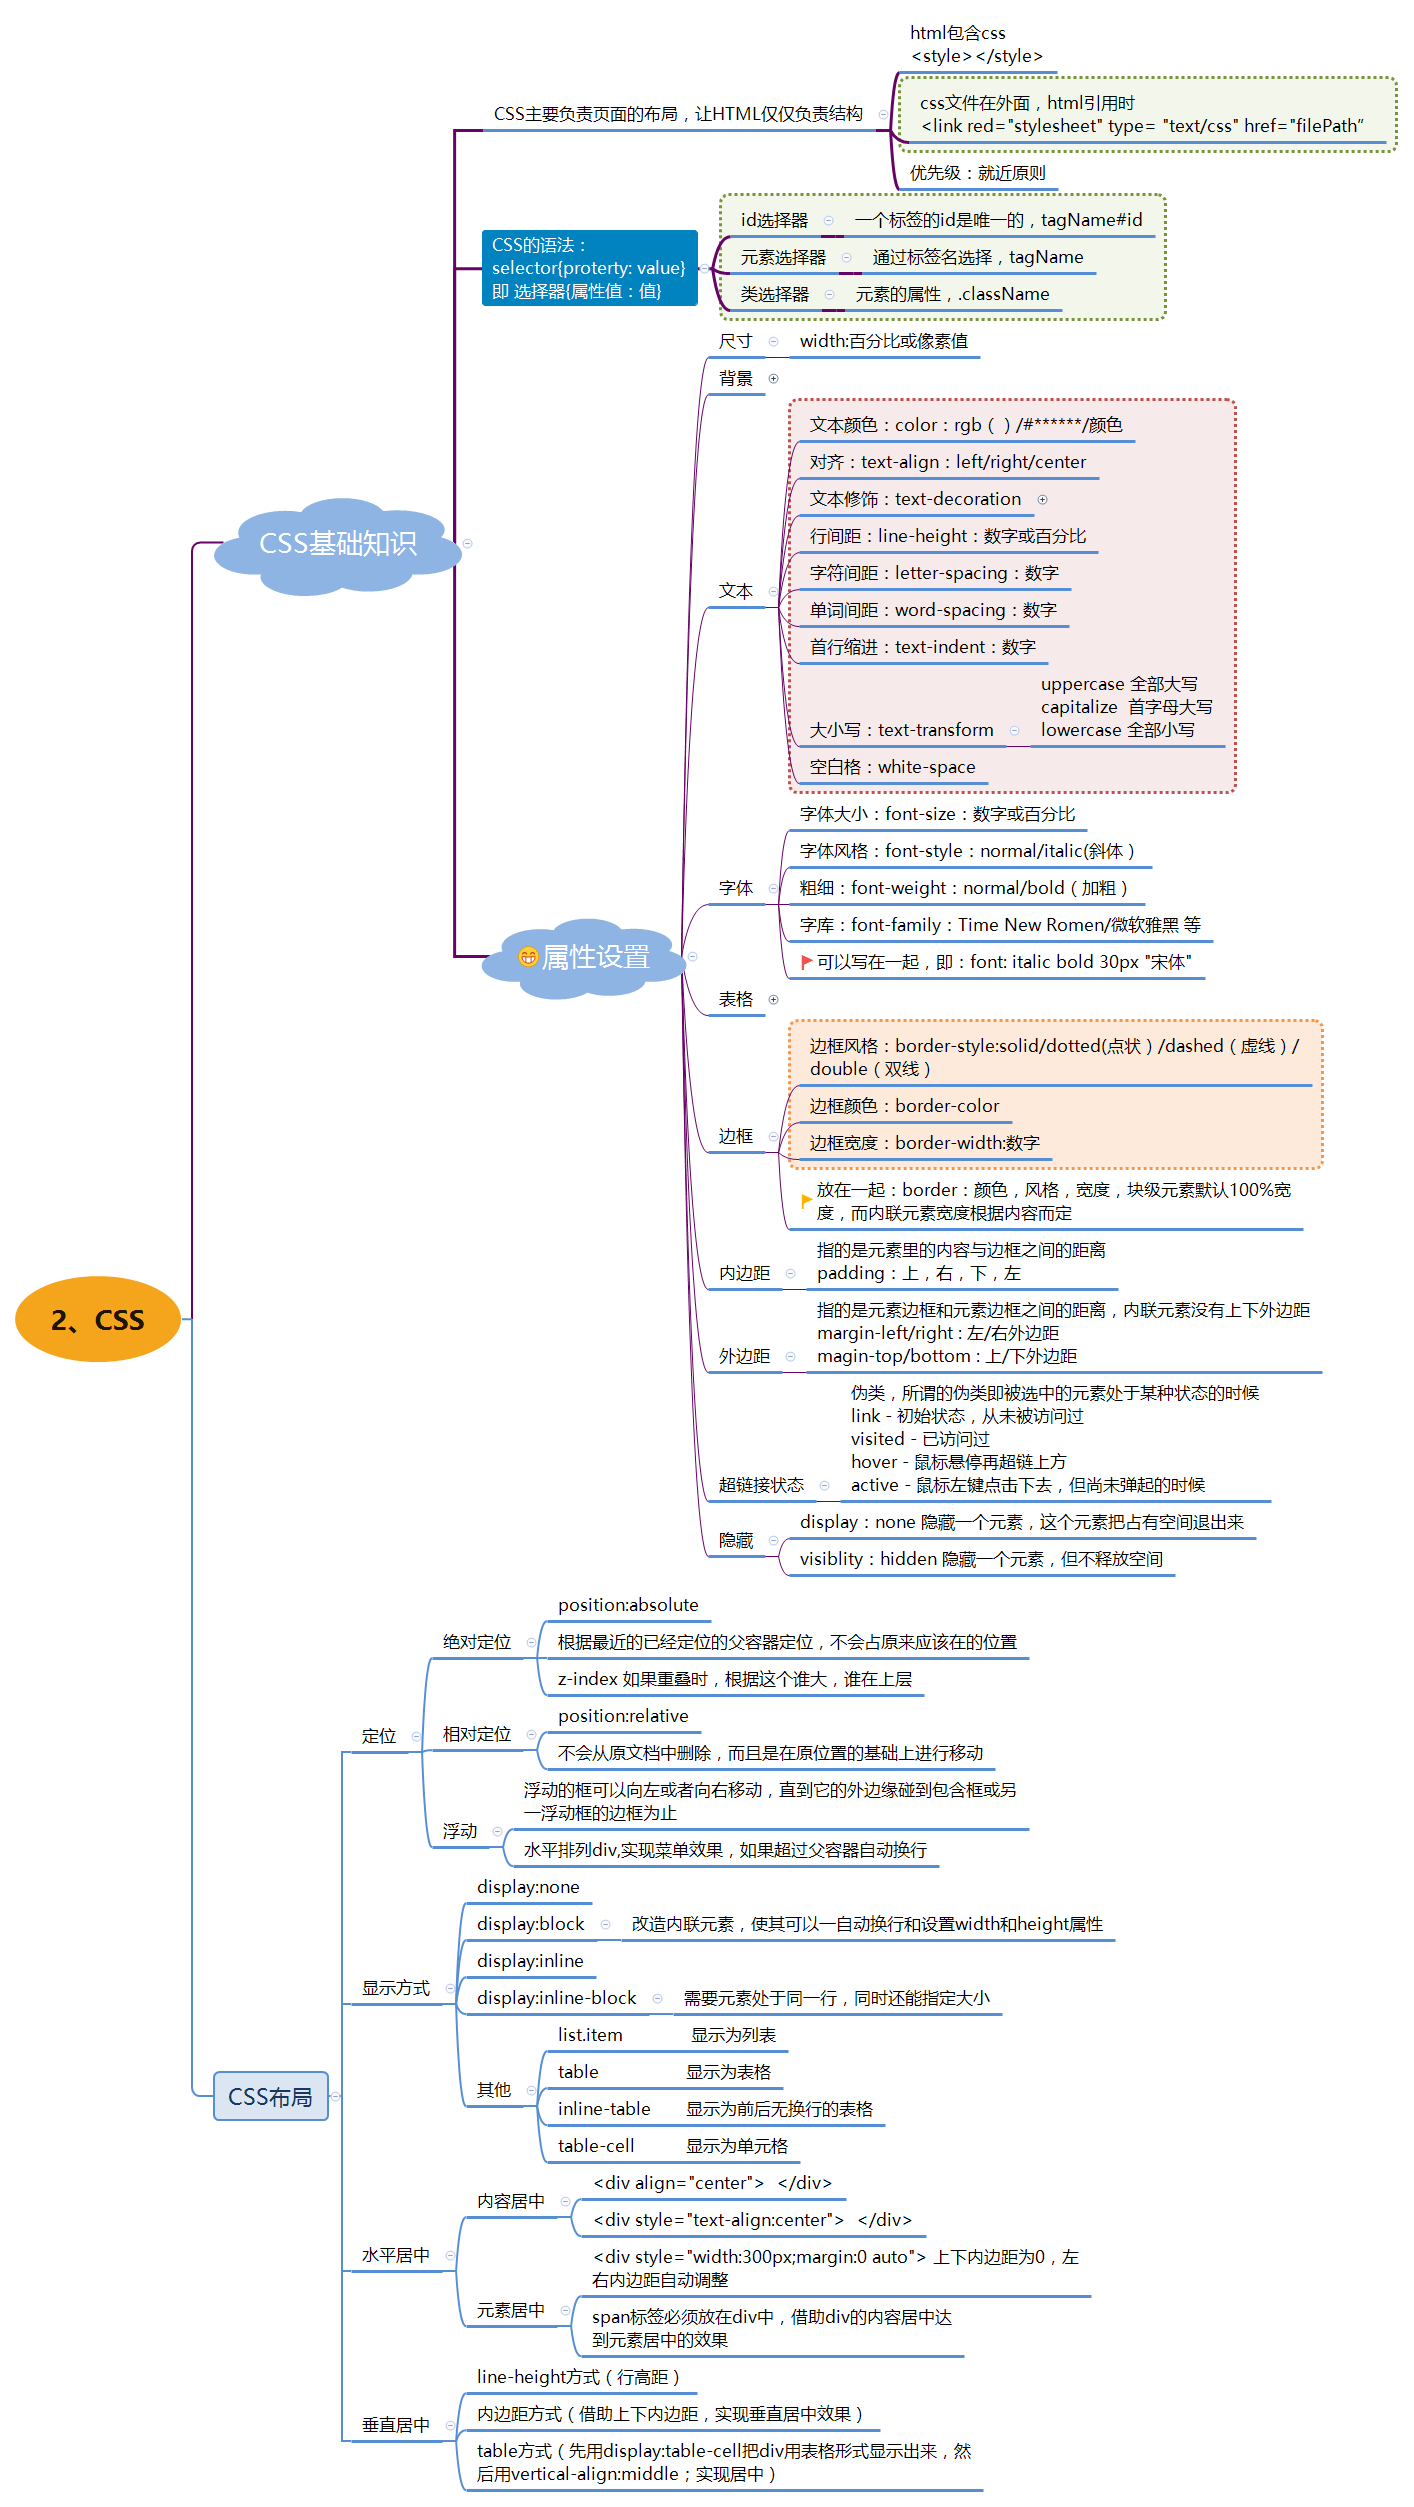 2、CSS
CSS基础知识
CSS主要负责页面的布局，让HTML仅仅负责结构
html包含css
<style></style>
css文件在外面，html引用时
<link red="stylesheet" type= "text/css" href="filePath”
优先级：就近原则
CSS的语法：
selector{proterty: value}
即 选择器{属性值：值}
id选择器
一个标签的id是唯一的，tagName#id
元素选择器
通过标签名选择，tagName
类选择器
元素的属性，.className
属性设置
尺寸
width:百分比或像素值
背景
文本
文本颜色：color：rgb（ ）/#******/颜色
对齐：text-align：left/right/center
文本修饰：text-decoration
行间距：line-height：数字或百分比
字符间距：letter-spacing：数字
单词间距：word-spacing：数字
首行缩进：text-indent：数字
大小写：text-transform
uppercase 全部大写
capitalize  首字母大写
lowercase 全部小写
空白格：white-space
字体
字体大小：font-size：数字或百分比
字体风格：font-style：normal/italic(斜体）
粗细：font-weight：normal/bold（加粗）
字库：font-family：Time New Romen/微软雅黑 等
可以写在一起，即：font: italic bold 30px "宋体"
表格
边框
边框风格：border-style:solid/dotted(点状）/dashed（虚线）/
double（双线）
边框颜色：border-color
边框宽度：border-width:数字
放在一起：border：颜色，风格，宽度，块级元素默认100%宽
度，而内联元素宽度根据内容而定
内边距
指的是元素里的内容与边框之间的距离
padding：上，右，下，左
外边距
指的是元素边框和元素边框之间的距离，内联元素没有上下外边距
margin-left/right : 左/右外边距
magin-top/bottom : 上/下外边距
超链接状态
伪类，所谓的伪类即被选中的元素处于某种状态的时候
link - 初始状态，从未被访问过
visited - 已访问过
hover - 鼠标悬停再超链上方
active - 鼠标左键点击下去，但尚未弹起的时候
隐藏
display：none 隐藏一个元素，这个元素把占有空间退出来
visiblity：hidden 隐藏一个元素，但不释放空间
CSS布局
定位
绝对定位
position:absolute
根据最近的已经定位的父容器定位，不会占原来应该在的位置
z-index 如果重叠时，根据这个谁大，谁在上层
相对定位
position:relative
不会从原文档中删除，而且是在原位置的基础上进行移动
浮动
浮动的框可以向左或者向右移动，直到它的外边缘碰到包含框或另
一浮动框的边框为止
水平排列div,实现菜单效果，如果超过父容器自动换行
显示方式
display:none
display:block
改造内联元素，使其可以一自动换行和设置width和height属性
display:inline
display:inline-block
需要元素处于同一行，同时还能指定大小
其他
list.item 显示为列表
table 显示为表格
inline-table 显示为前后无换行的表格
table-cell 显示为单元格
水平居中
内容居中
<div align="center">  </div>
<div style="text-align:center">  </div>
元素居中
<div style="width:300px;margin:0 auto"> 上下内边距为0，左
右内边距自动调整
span标签必须放在div中，借助div的内容居中达
到元素居中的效果
垂直居中
line-height方式（行高距）
内边距方式（借助上下内边距，实现垂直居中效果）
table方式（先用display:table-cell把div用表格形式显示出来，然
后用vertical-align:middle；实现居中）